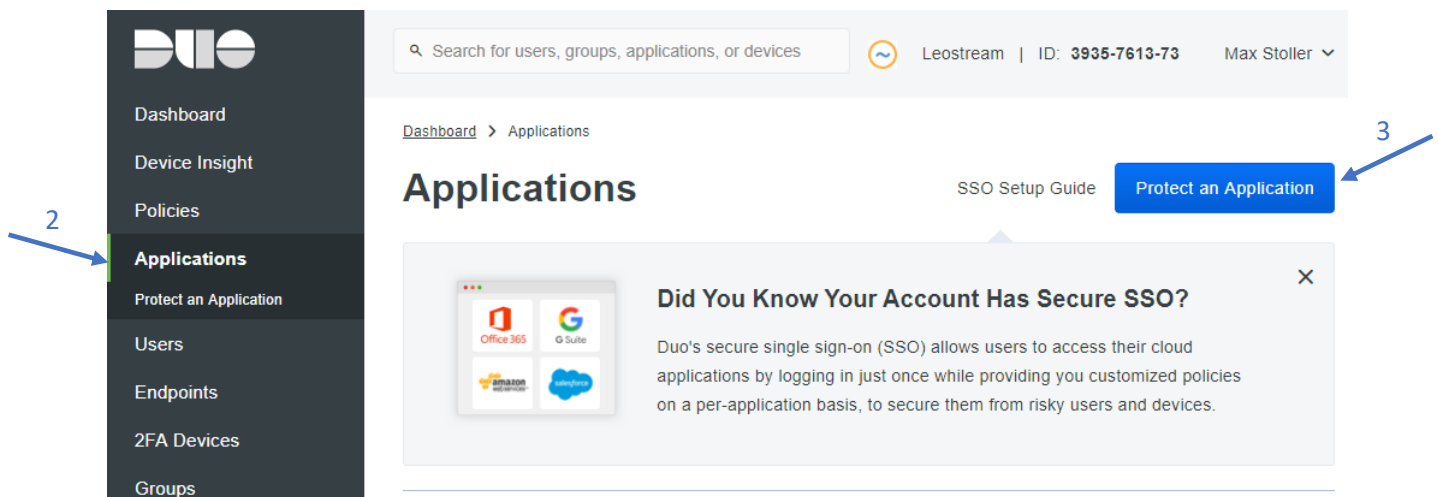 DUO
Search for users, groups, applications, or devices
Leostream | ID: 3935-7613-73
Max Stoller
Dashboard
Device Insight
Policies
2
Applications
Protect an Application
Users
Endpoints
2FA Devices
Groups
Dashboard > Applications
3
Applications
SSO Setup Guide
Protect an Application
Office 365
G Suite
amazon
web services
salesforce
Did You Know Your Account Has Secure SSO?
Duo's secure single sign-on (SSO) allows users to access their cloud
applications by logging in just once while providing you customized policies
on a per-application basis, to secure them from risky users and devices.